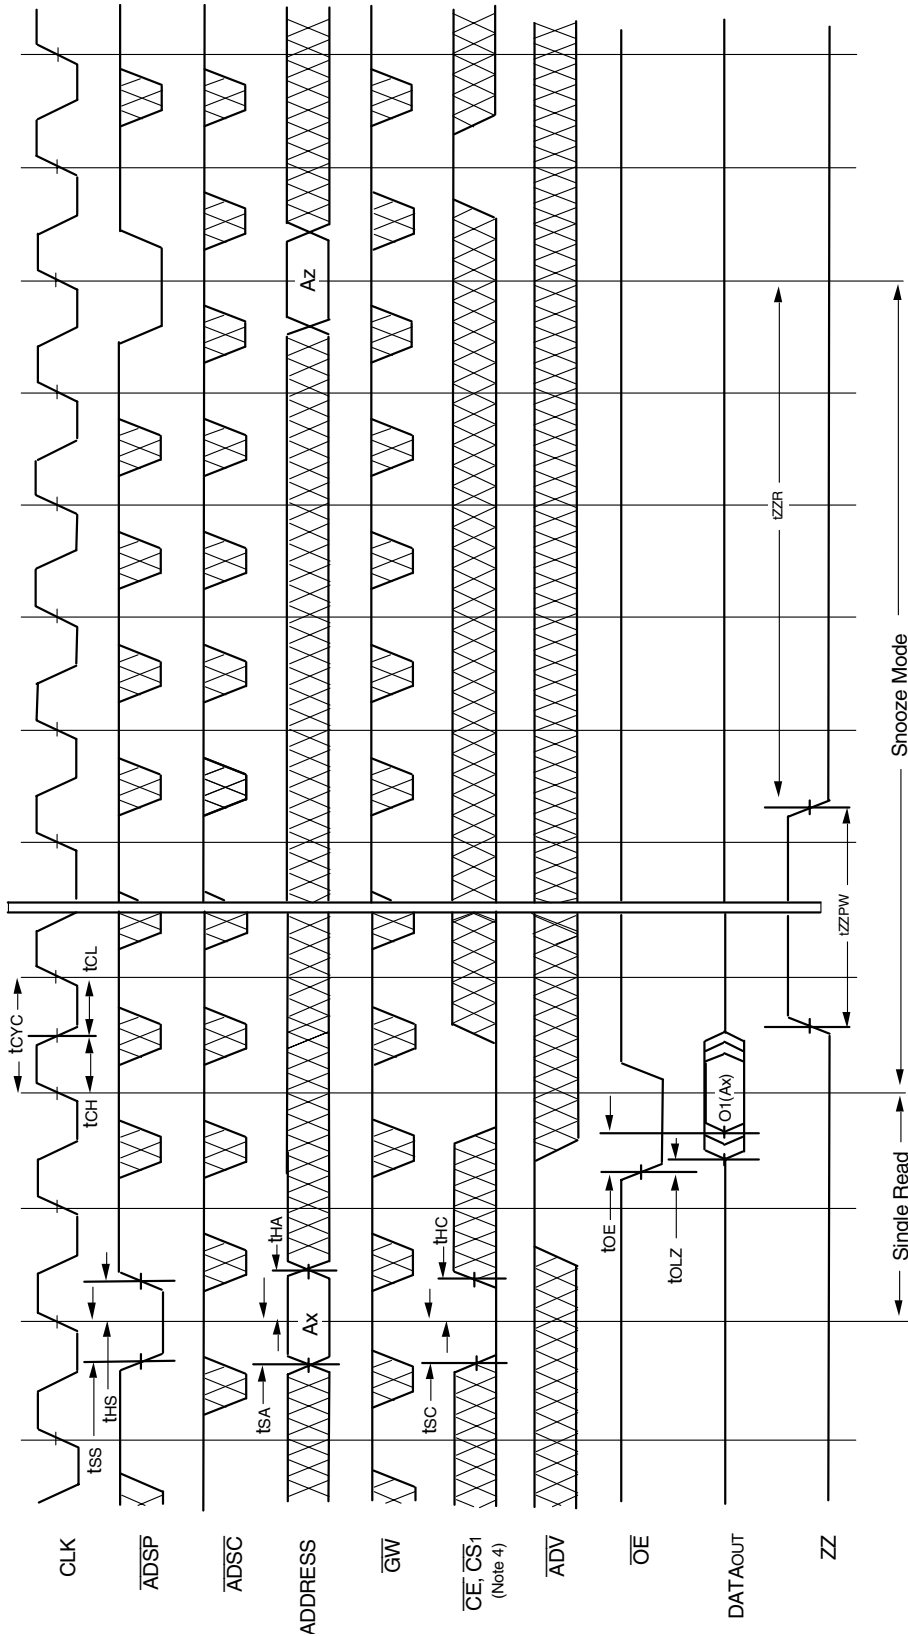 CLK
tCYC
tCH
tCL
tSS
tHS
ADSP
ADSC
ADDRESS
tSA
tHA
Ax
Az
GW
CE, CS1
(Note 4)
tSC
tHC
ADV
OE
tOE
tOLZ
DATAOUT
O1(Ax)
ZZ
tZZPW
tZZR
Single Read
Snooze Mode